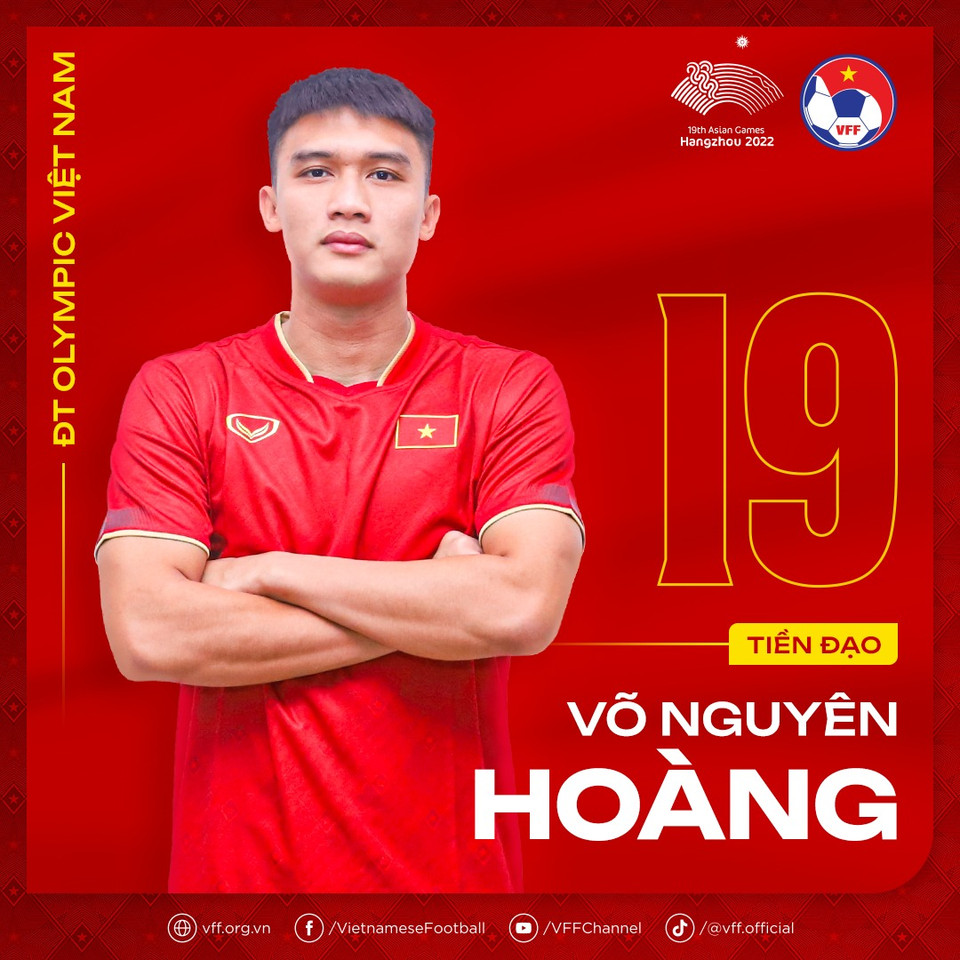 ĐT OLYMPIC VIỆT NAM
19th Asian Games
Hangzhou 2022
VFF
19
TIỀN ĐẠO
VÕ NGUYÊN
HOÀNG
vff.org.vn
/VietnameseFootball
/VFFChannel
/@vff.official